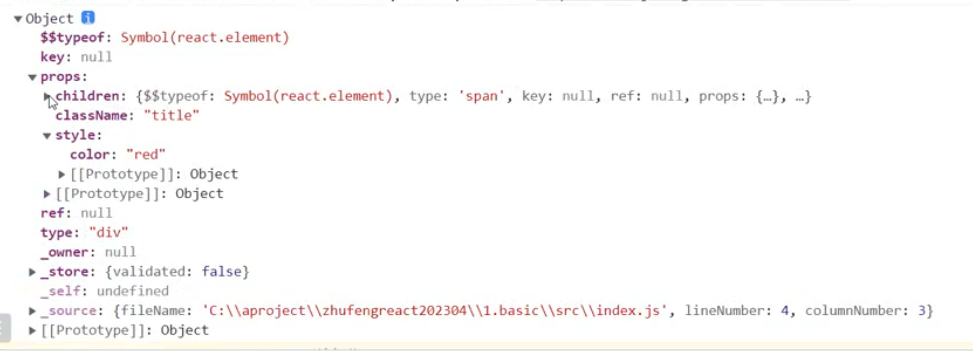 Object i
$$typeof: Symbol(react.element)
key: null
props:
children: {$$typeof: Symbol(react.element), type: 'span', key: null, ref: null, props: {…}, …}
className: "title"
style:
color: "red"
[[Prototype]]: Object
[[Prototype]]: Object
ref: null
type: "div"
_owner: null
_store: {validated: false}
_self: undefined
_source: {fileName: 'C:\\aproject\\zhufengreact202304\\1.basic\\src\\index.js', lineNumber: 4, columnNumber: 3}
[[Prototype]]: Object